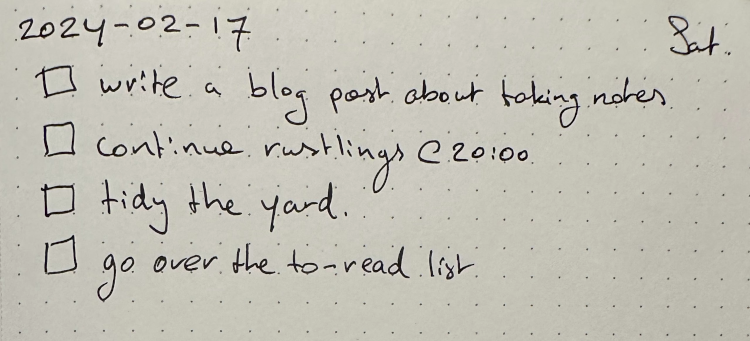 2024-02-17 Sat.
□ write a blog post about taking notes
□ continue rustlings @ 20:00
□ tidy the yard.
□ go over the to-read list